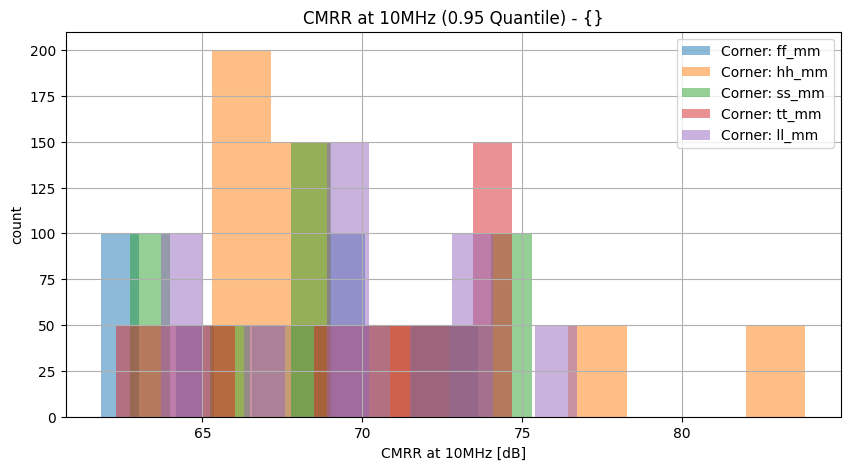 CMRR at 10MHz (0.95 Quantile) - {}
Corner: ff_mm
Corner: hh_mm
Corner: ss_mm
Corner: tt_mm
Corner: ll_mm
200
175
150
125
100
75
50
25
0
count
65 70 75 80
CMRR at 10MHz [dB]